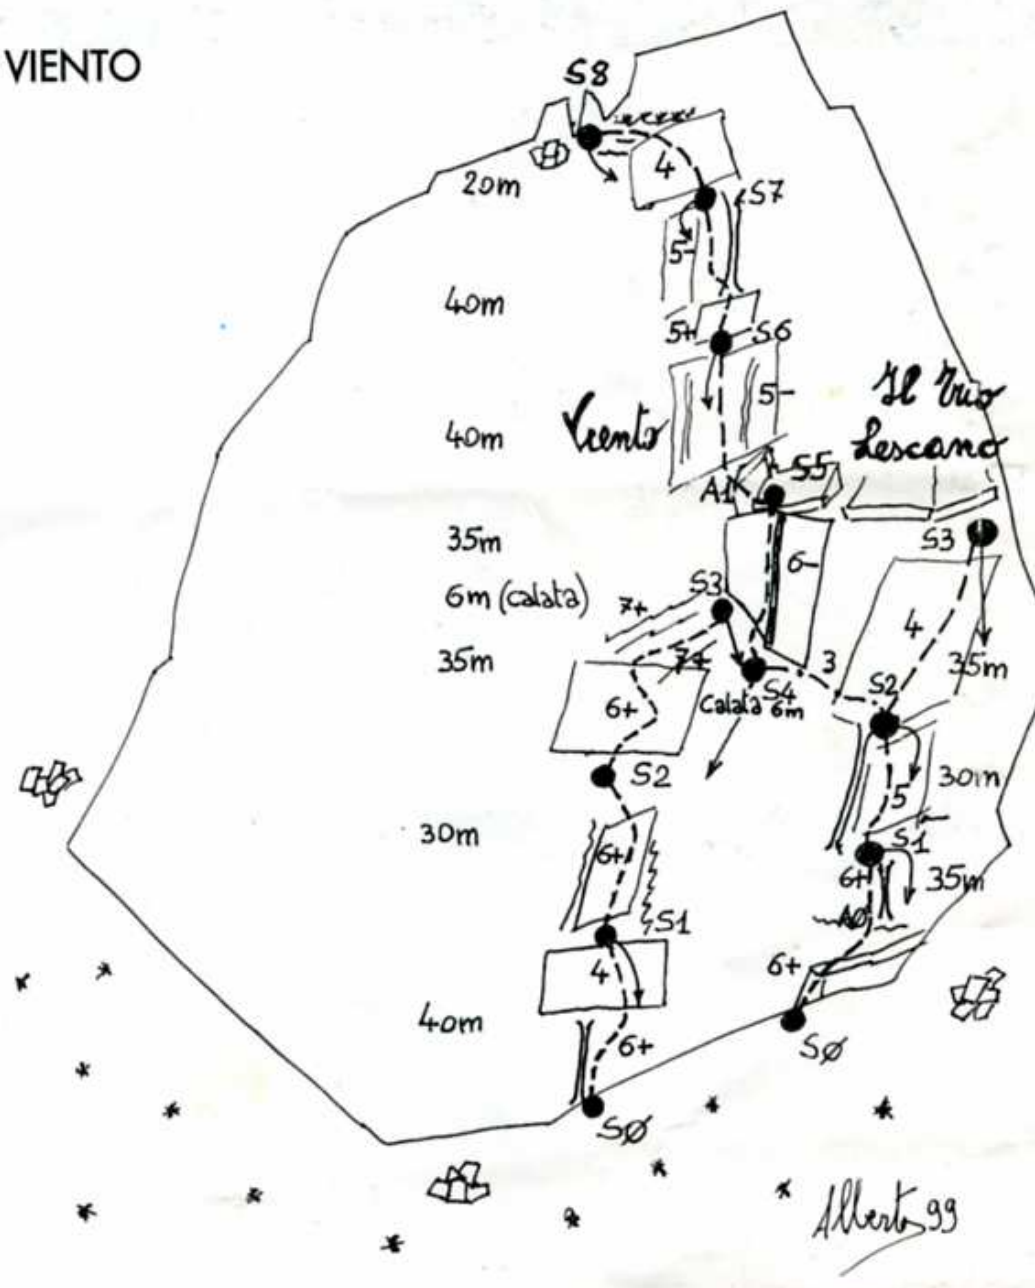 VIENTO
S8
4
20m
S7
5-
40m
5+ S6
5-
Viento
Il Trio
Lescano
40m
A1 S5
35m
S3
6-
6m (calata)
S3
7+
4
35m
7+
3
35m
S4
S2
6+
Calata 6m
S2
30m
5
30m
6+
S1
6+
35m
A0
S1
4
6+
40m
6+
SØ
SØ
Alberto 99